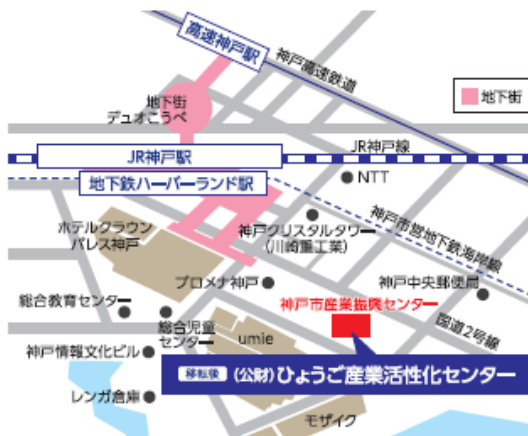 高速神戸駅
神戸高速鉄道
地下街
デュオこうべ
地下街
JR神戸駅
JR神戸線
地下鉄ハーバーランド駅
NTT
神戸市営地下鉄海岸線
ホテルクラウン
パレス神戸
神戸クリスタルタワー
(川崎重工業)
プロメナ神戸
神戸中央郵便局
総合教育センター
神戸市産業振興センター
総合児童
センター
umie
国道2号線
神戸情報文化ビル
移転後 (公財)ひょうご産業活性化センター
レンガ倉庫
モザイク